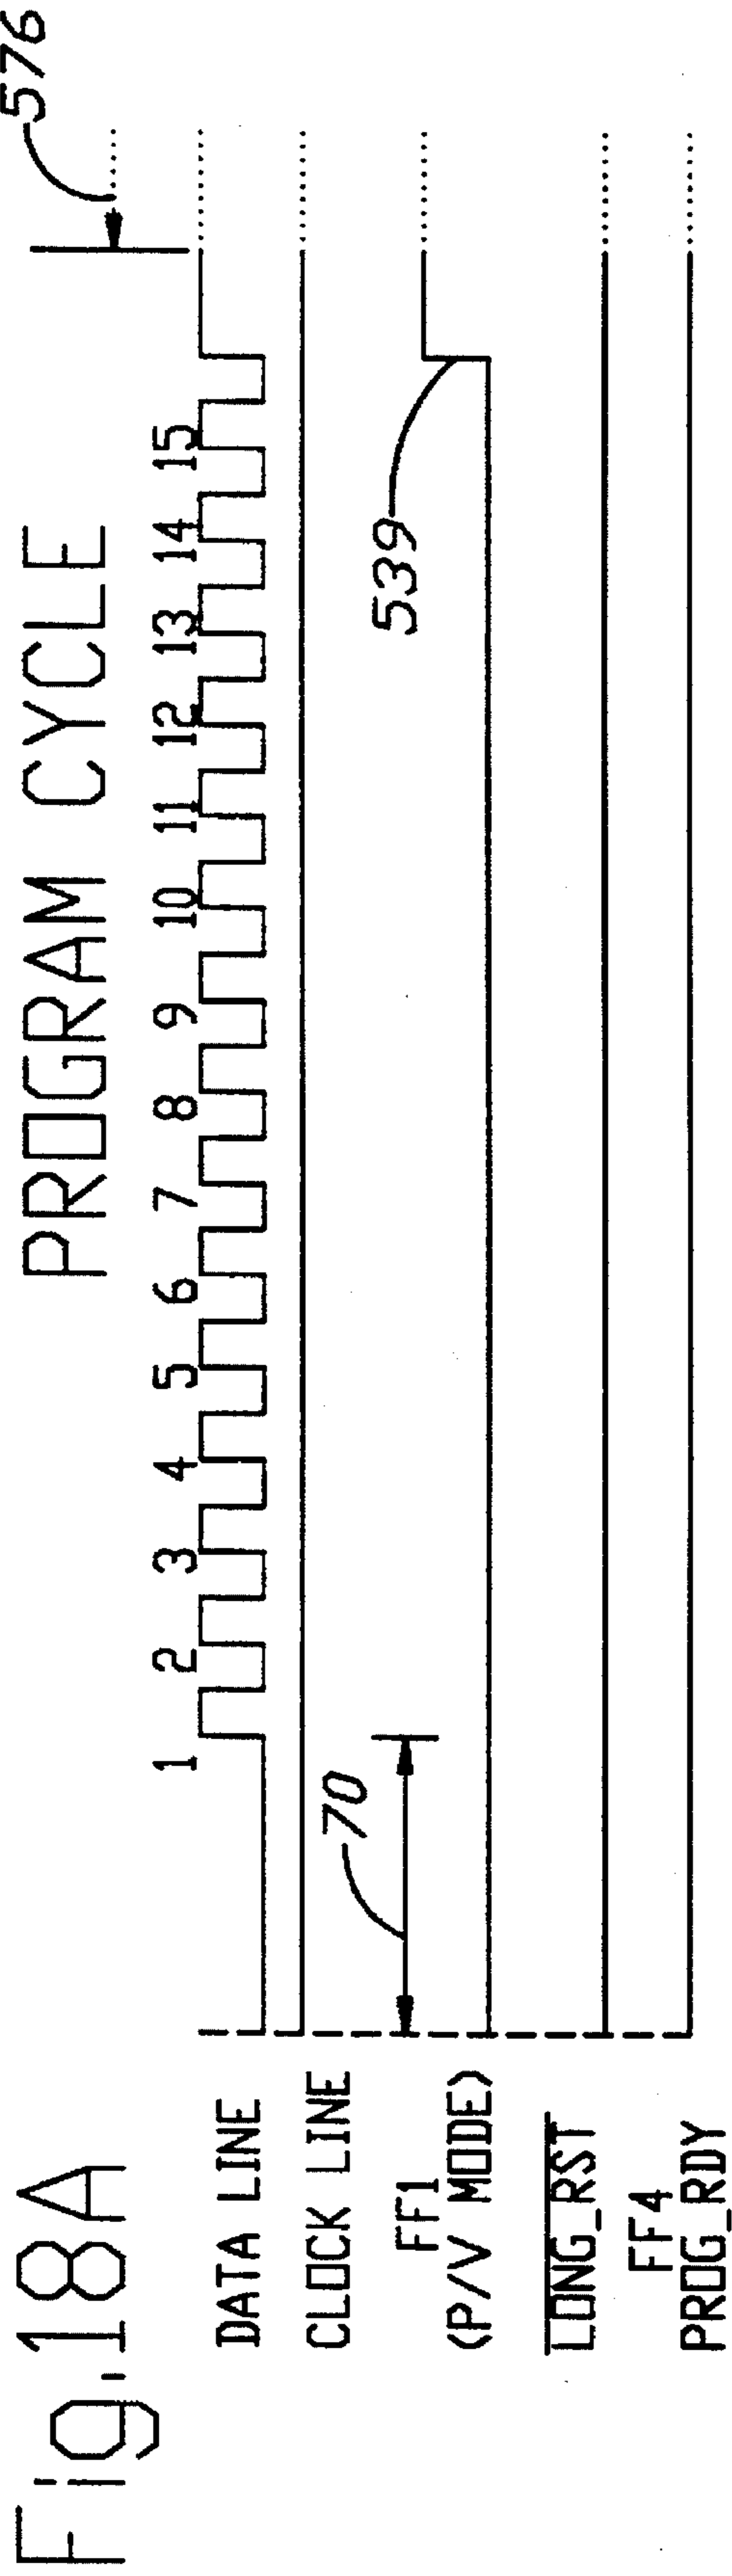 Fig.18A
PROGRAM CYCLE
576
1 2 3 4 5 6 7 8 9 10 11 12 13 14 15
DATA LINE
CLOCK LINE
70
FF1
(P/V MODE)
539
LONG_RST
FF4
PROG_RDY